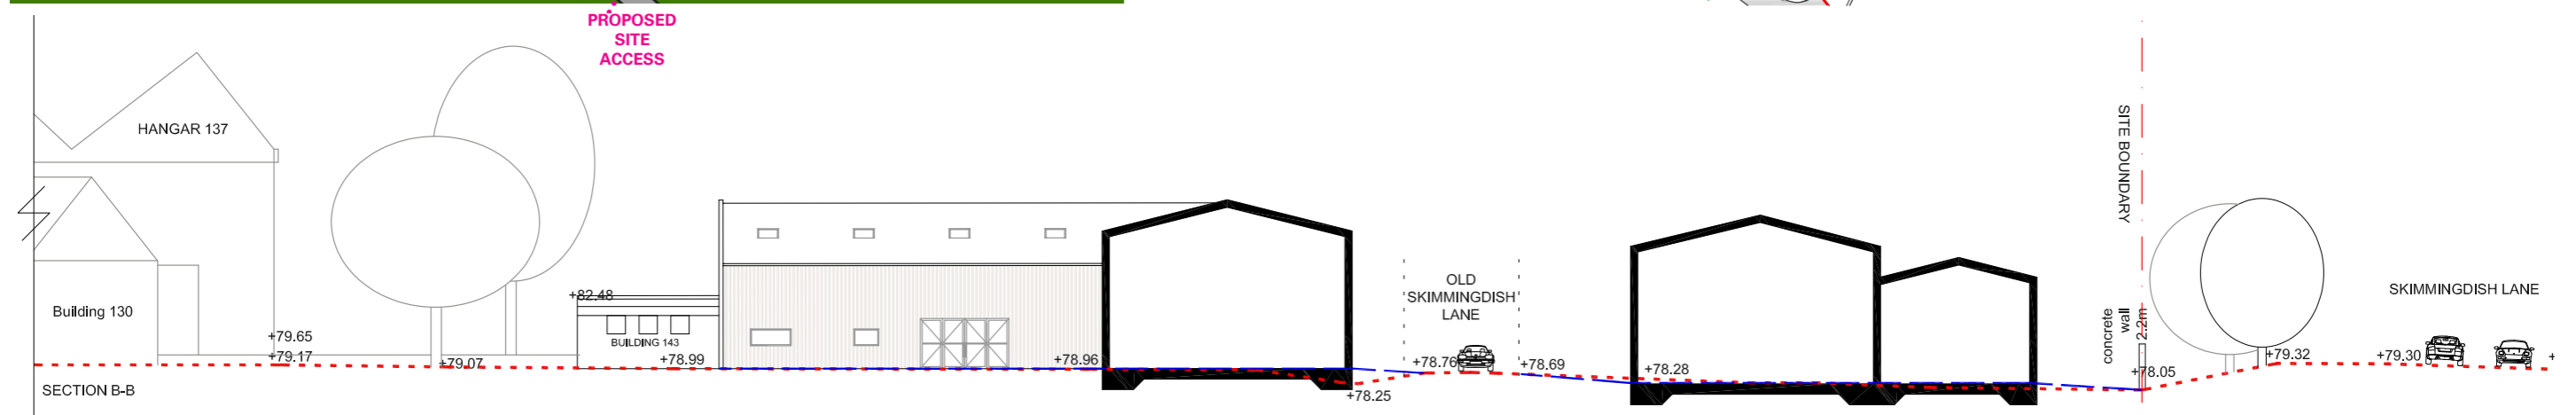 PROPOSED
SITE
ACCESS
HANGAR 137
Building 130
+79.65
+79.17
+79.07
+82.48
BUILDING 143
+78.99
+78.96
+78.25
OLD
SKIMMINGDISH
LANE
+78.76
+78.69
+78.28
SITE BOUNDARY
concrete
wall
2.2m
+78.05
+79.32
+79.30
SKIMMINGDISH LANE
+
SECTION B-B